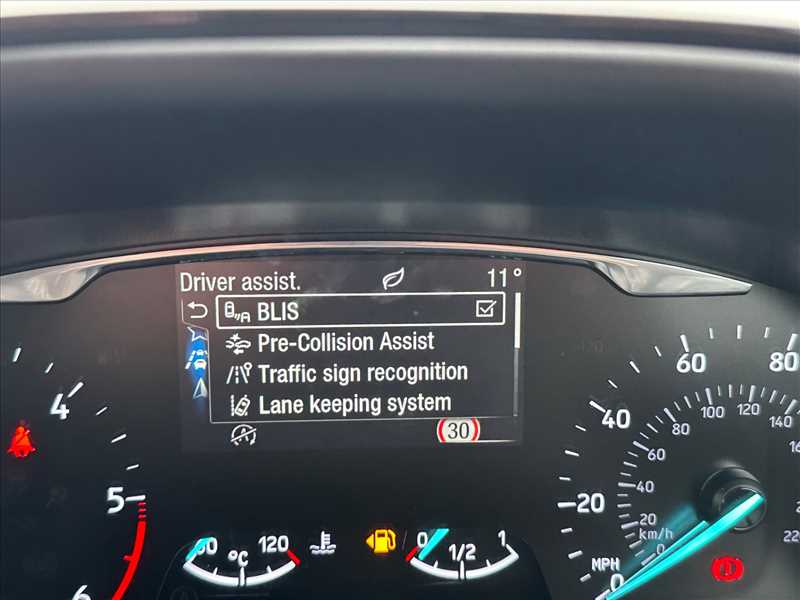 Driver assist. 11°
BLIS
Pre-Collision Assist
Traffic sign recognition
Lane keeping system
A
30
4
5
6
60 °C 120
0 1/2 1
0 20 40 60 80
MPH
0 20 40 60 80 100 120 140
km/h